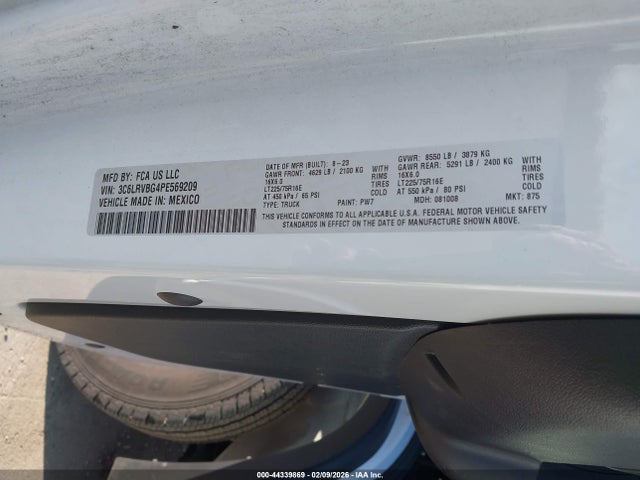 MFD BY: FCA US LLC
VIN: 3C6LRVBG4PE569209
VEHICLE MADE IN: MEXICO
DATE OF MFR (BUILT): 8-23
GAWR FRONT: 4629 LB / 2100 KG WITH
16X6.0 RIMS
LT225/75R16E TIRES
AT 450 kPa / 65 PSI COLD
TYPE: TRUCK
PAINT: PW7
GVWR: 8550 LB / 3879 KG
GAWR REAR: 5291 LB / 2400 KG WITH
16X6.0 RIMS
LT225/75R16E TIRES
AT 550 kPa / 80 PSI COLD
MDH: 081008
MKT: 875
THIS VEHICLE CONFORMS TO ALL APPLICABLE U.S.A. FEDERAL MOTOR VEHICLE SAFETY
STANDARDS IN EFFECT ON THE DATE OF MANUFACTURE SHOWN ABOVE.
000-44339869 - 02/09/2026 - IAA Inc.